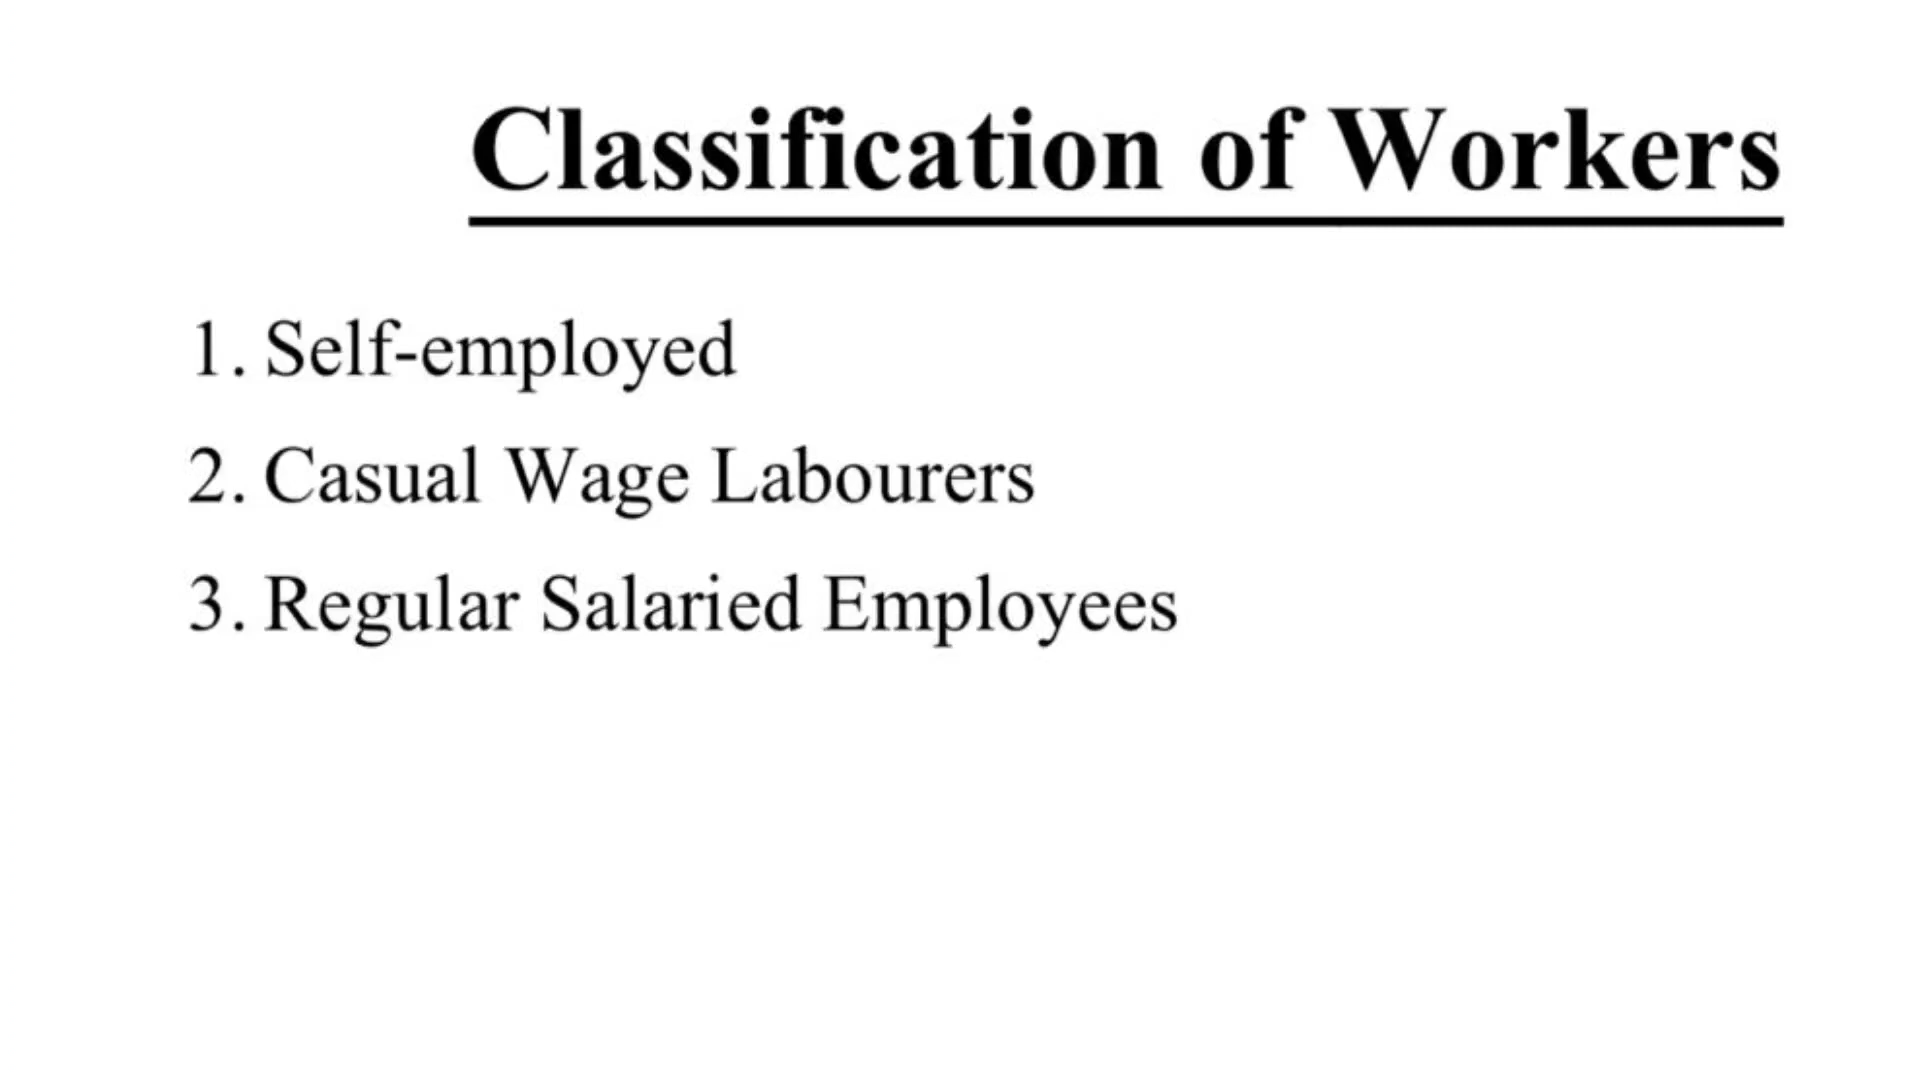 Classification of Workers
1. Self-employed
2. Casual Wage Labourers
3. Regular Salaried Employees